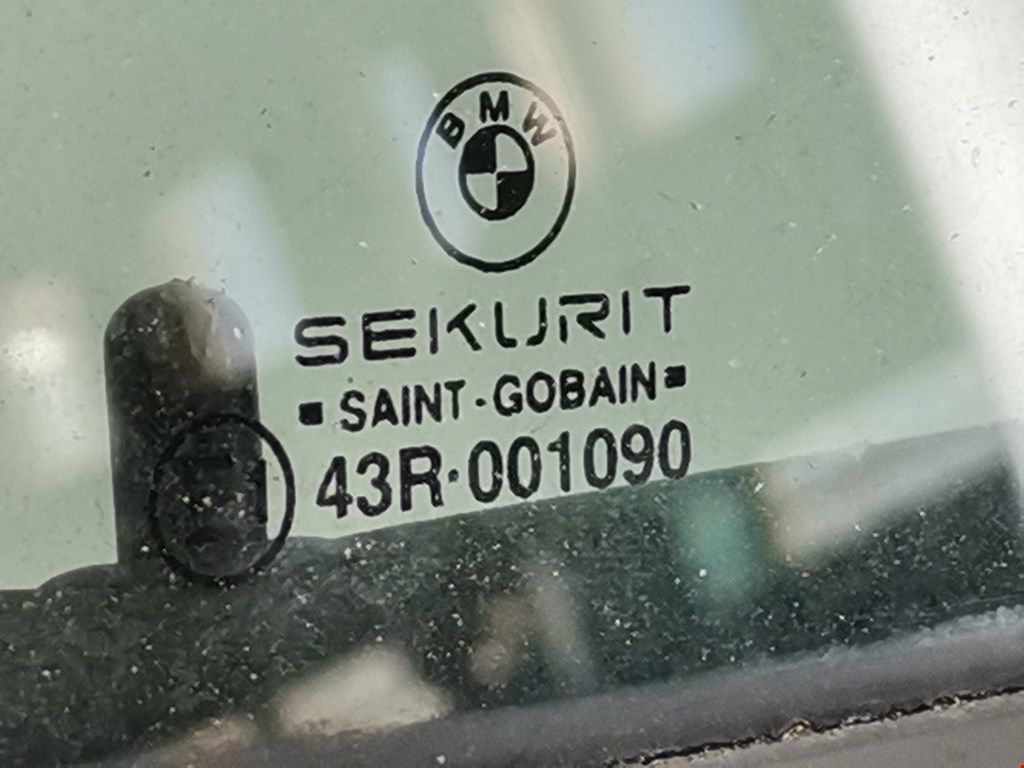 BMW
SEKURIT
SAINT-GOBAIN
43R-001090